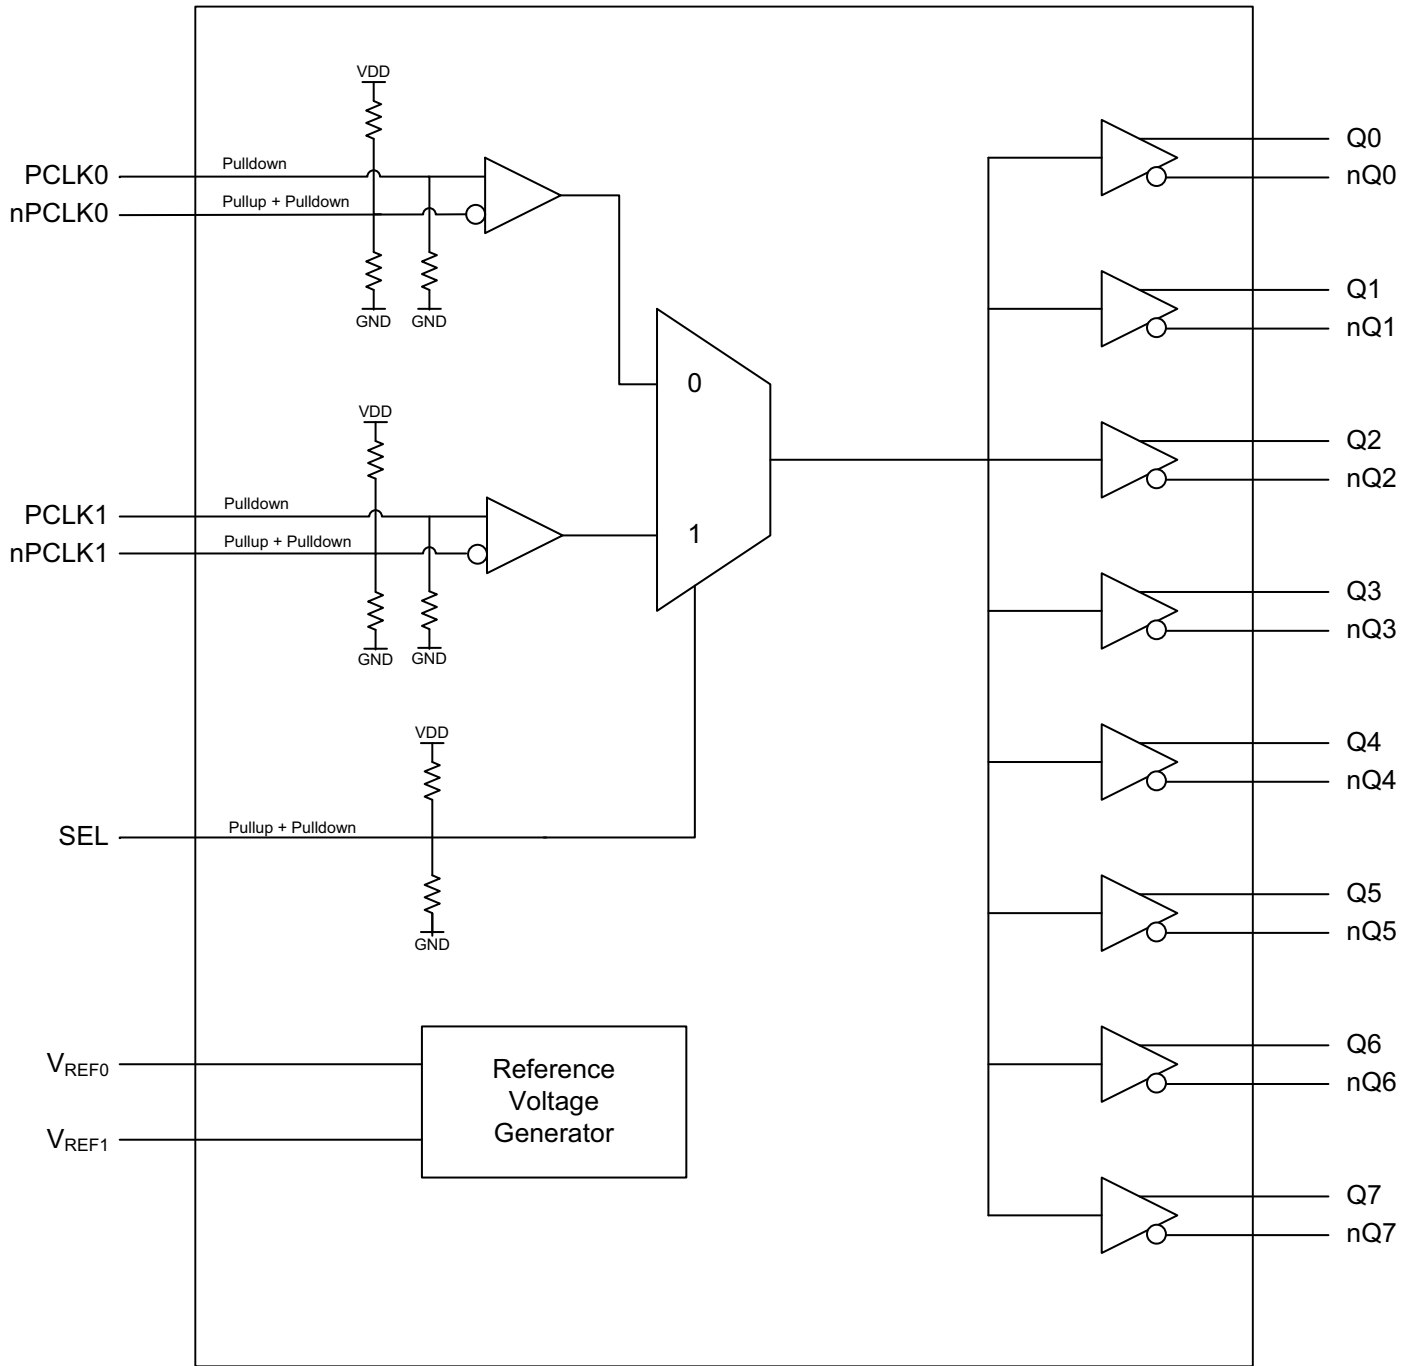 VDD
PCLK0
Pulldown
nPCLK0
Pullup + Pulldown
GND
GND
VDD
PCLK1
Pulldown
nPCLK1
Pullup + Pulldown
GND
GND
0
1
VDD
SEL
Pullup + Pulldown
GND
VREF0
VREF1
Reference
Voltage
Generator
Q0
nQ0
Q1
nQ1
Q2
nQ2
Q3
nQ3
Q4
nQ4
Q5
nQ5
Q6
nQ6
Q7
nQ7